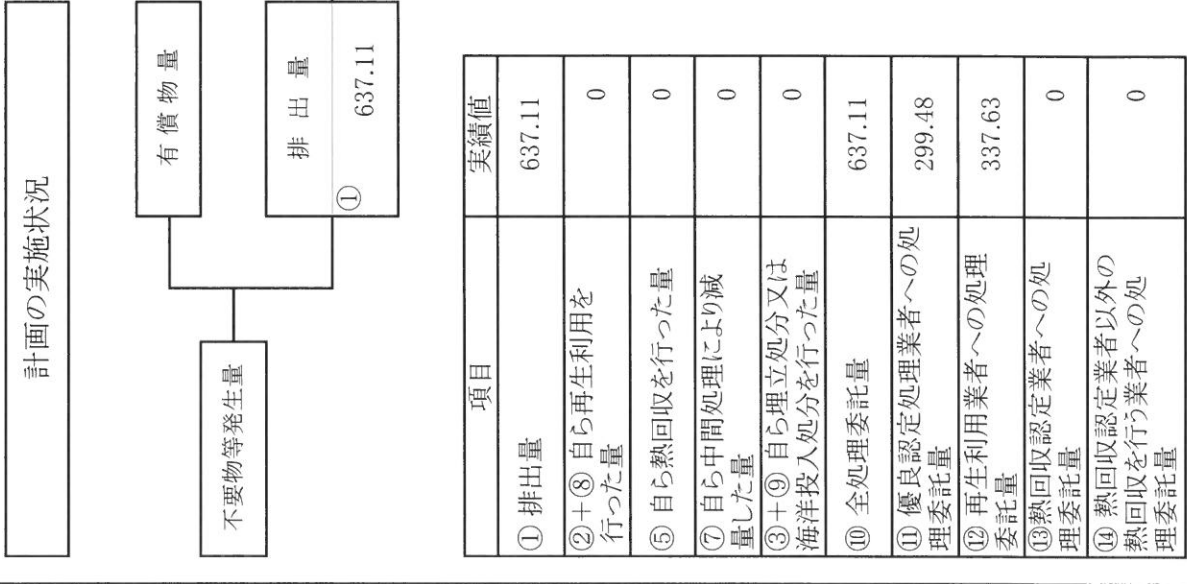 計画の実施状況
不要物等発生量
有償物量
排出量
①
637.11
項目 実績値
① 排出量 637.11
②+⑧ 自ら再生利用を
行った量 0
⑤ 自ら熱回収を行った量 0
⑦ 自ら中間処理により減
量した量 0
③+⑨ 自ら埋立処分又は
海洋投入処分を行った量 0
⑩ 全処理委託量 637.11
⑪ 優良認定処理業者への処
理委託量 299.48
⑫ 再生利用業者への処理
委託量 337.63
⑬熱回収認定業者への処
理委託量 0
⑭ 熱回収認定業者以外の
熱回収を行う業者への処
理委託量 0